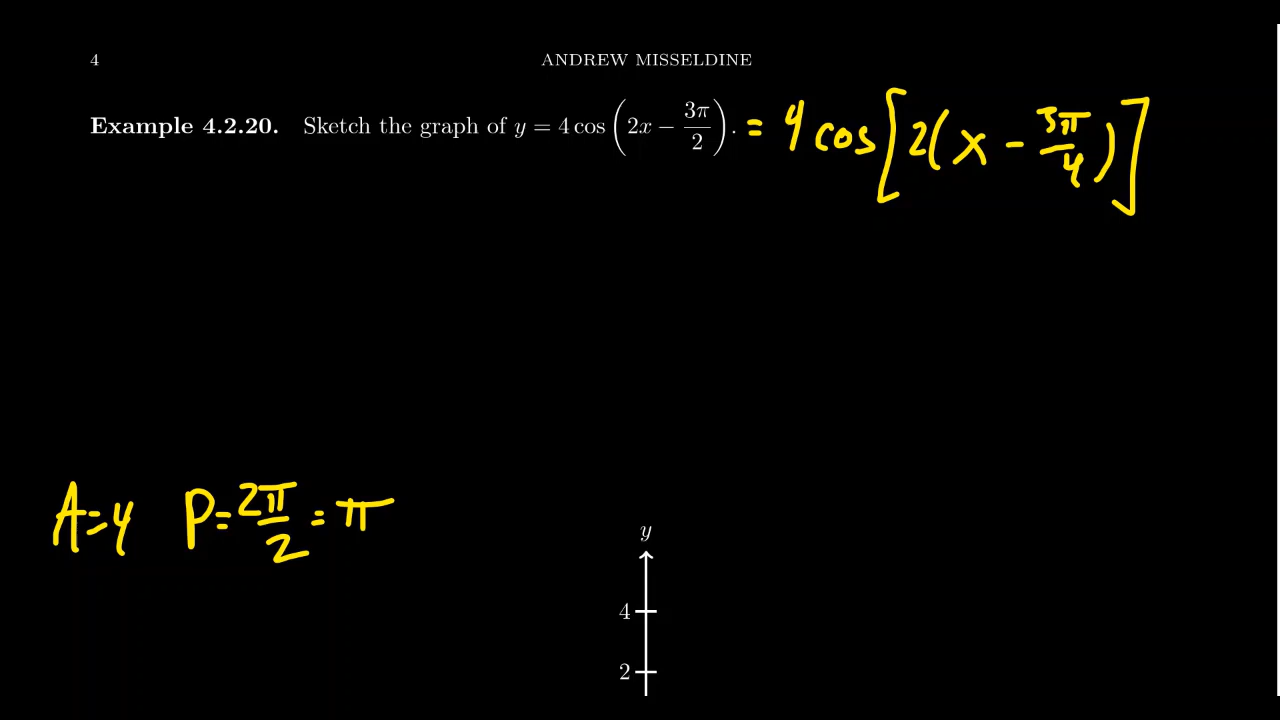 4 ANDREW MISSELDINE
Example 4.2.20. Sketch the graph of y = 4 cos (2x − 3π/2). = 4 cos [2(x − 3π/4)]
A=4 P= 2π/2 = π
y
4
2